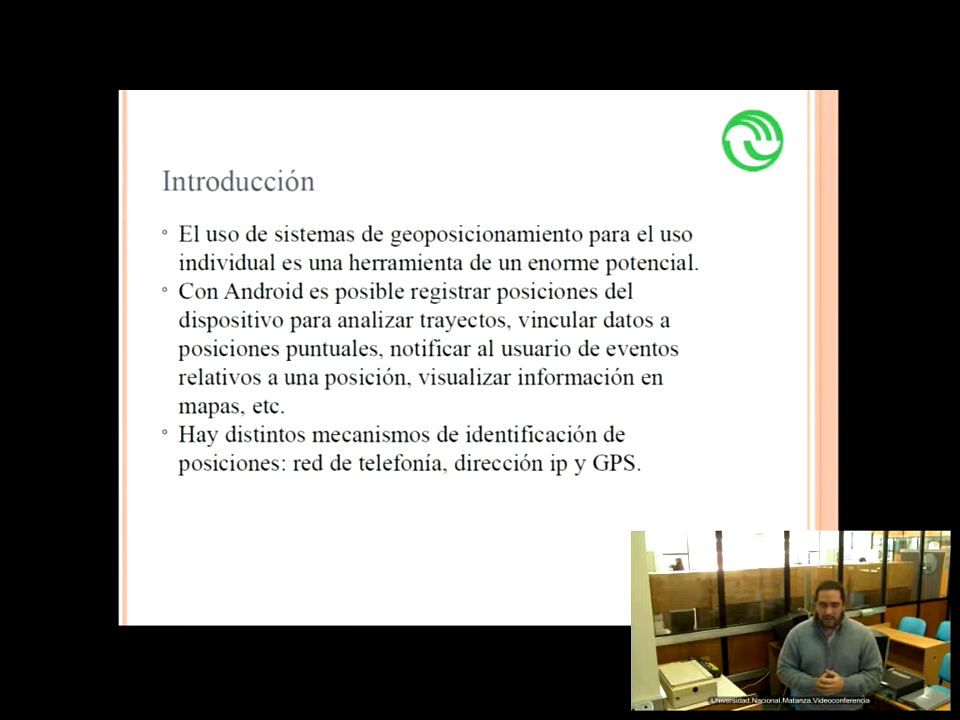 Introducción
El uso de sistemas de geoposicionamiento para el uso
individual es una herramienta de un enorme potencial.
Con Android es posible registrar posiciones del
dispositivo para analizar trayectos, vincular datos a
posiciones puntuales, notificar al usuario de eventos
relativos a una posición, visualizar información en
mapas, etc.
Hay distintos mecanismos de identificación de
posiciones: red de telefonía, dirección ip y GPS.
Universidad.Nacional.Matanza.Videoconferencia